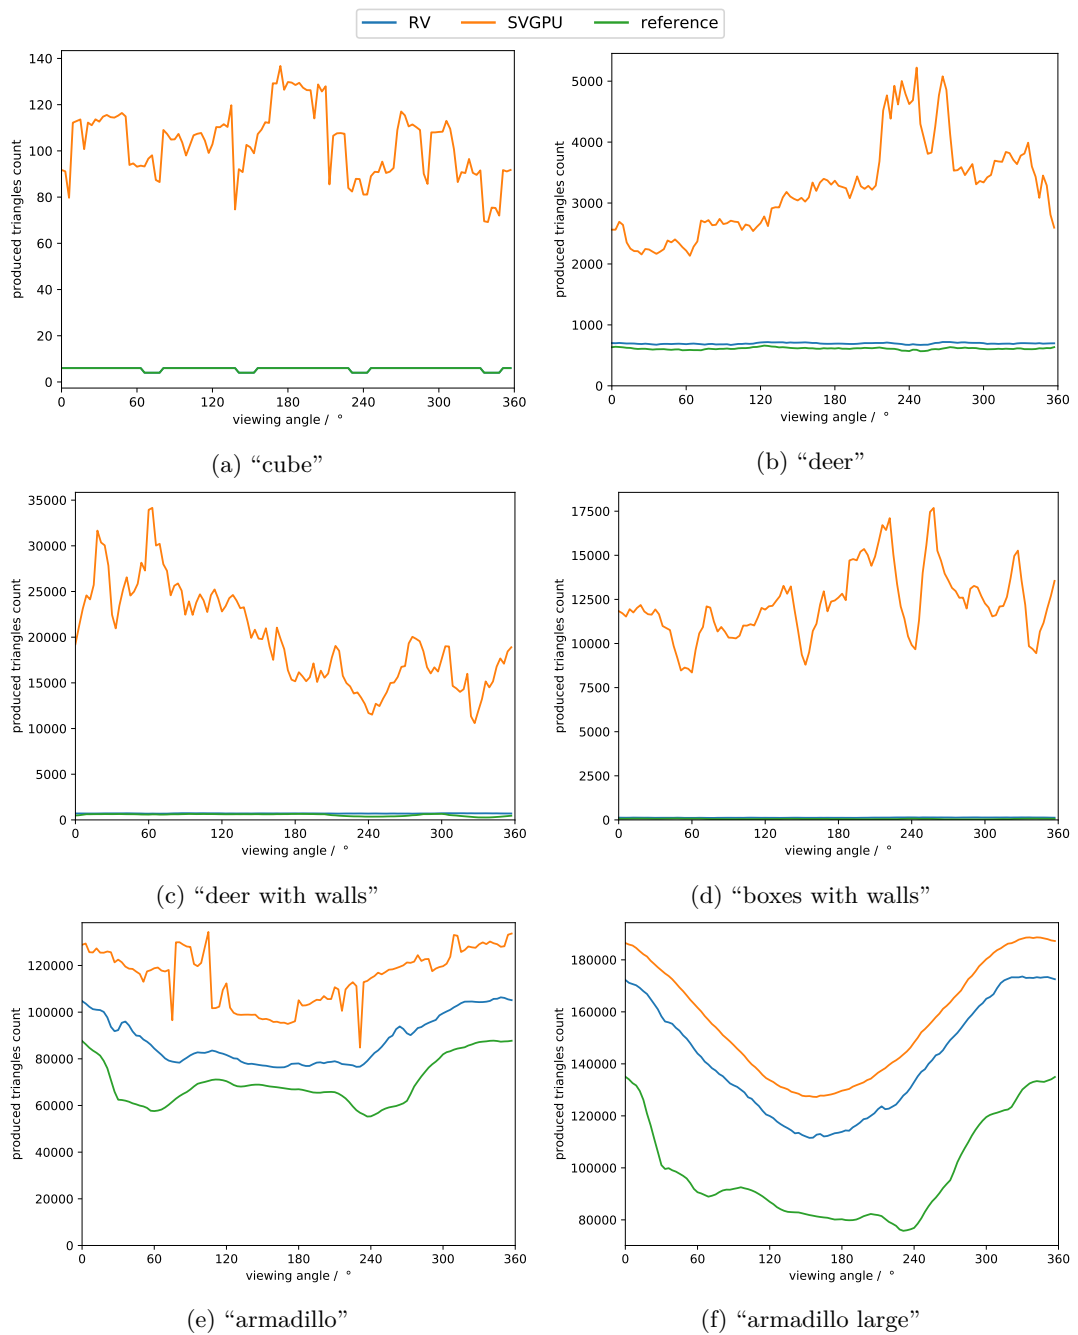 RV SVGPU reference
140
120
100
80
60
40
20
0
produced triangles count
0 60 120 180 240 300 360
viewing angle / °
(a) “cube”
5000
4000
3000
2000
1000
0
produced triangles count
0 60 120 180 240 300 360
viewing angle / °
(b) “deer”
35000
30000
25000
20000
15000
10000
5000
0
produced triangles count
0 60 120 180 240 300 360
viewing angle / °
(c) “deer with walls”
17500
15000
12500
10000
7500
5000
2500
0
produced triangles count
0 60 120 180 240 300 360
viewing angle / °
(d) “boxes with walls”
120000
100000
80000
60000
40000
20000
0
produced triangles count
0 60 120 180 240 300 360
viewing angle / °
(e) “armadillo”
180000
160000
140000
120000
100000
80000
produced triangles count
0 60 120 180 240 300 360
viewing angle / °
(f) “armadillo large”